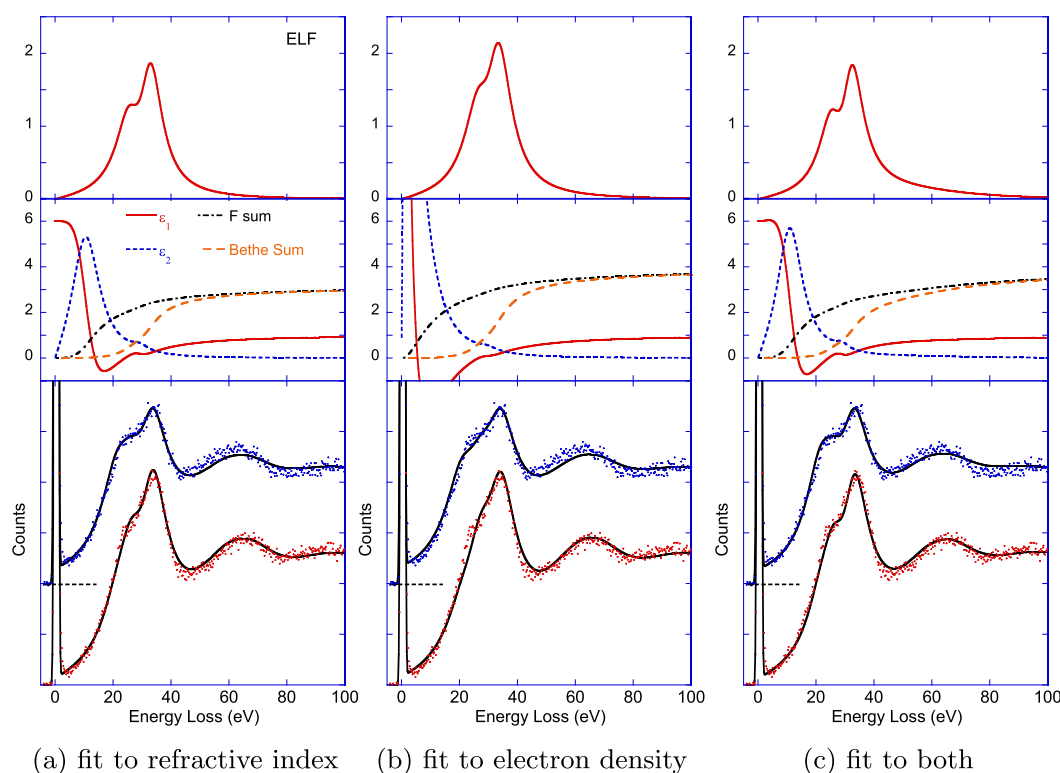 ELF
2
1
0
2
1
0
2
1
0
6
4
2
0
ε1 F sum
ε2 Bethe Sum
6
4
2
0
6
4
2
0
Counts
Counts
Counts
0 20 40 60 80 100
0 20 40 60 80 100
0 20 40 60 80 100
Energy Loss (eV)
Energy Loss (eV)
Energy Loss (eV)
(a) fit to refractive index
(b) fit to electron density
(c) fit to both